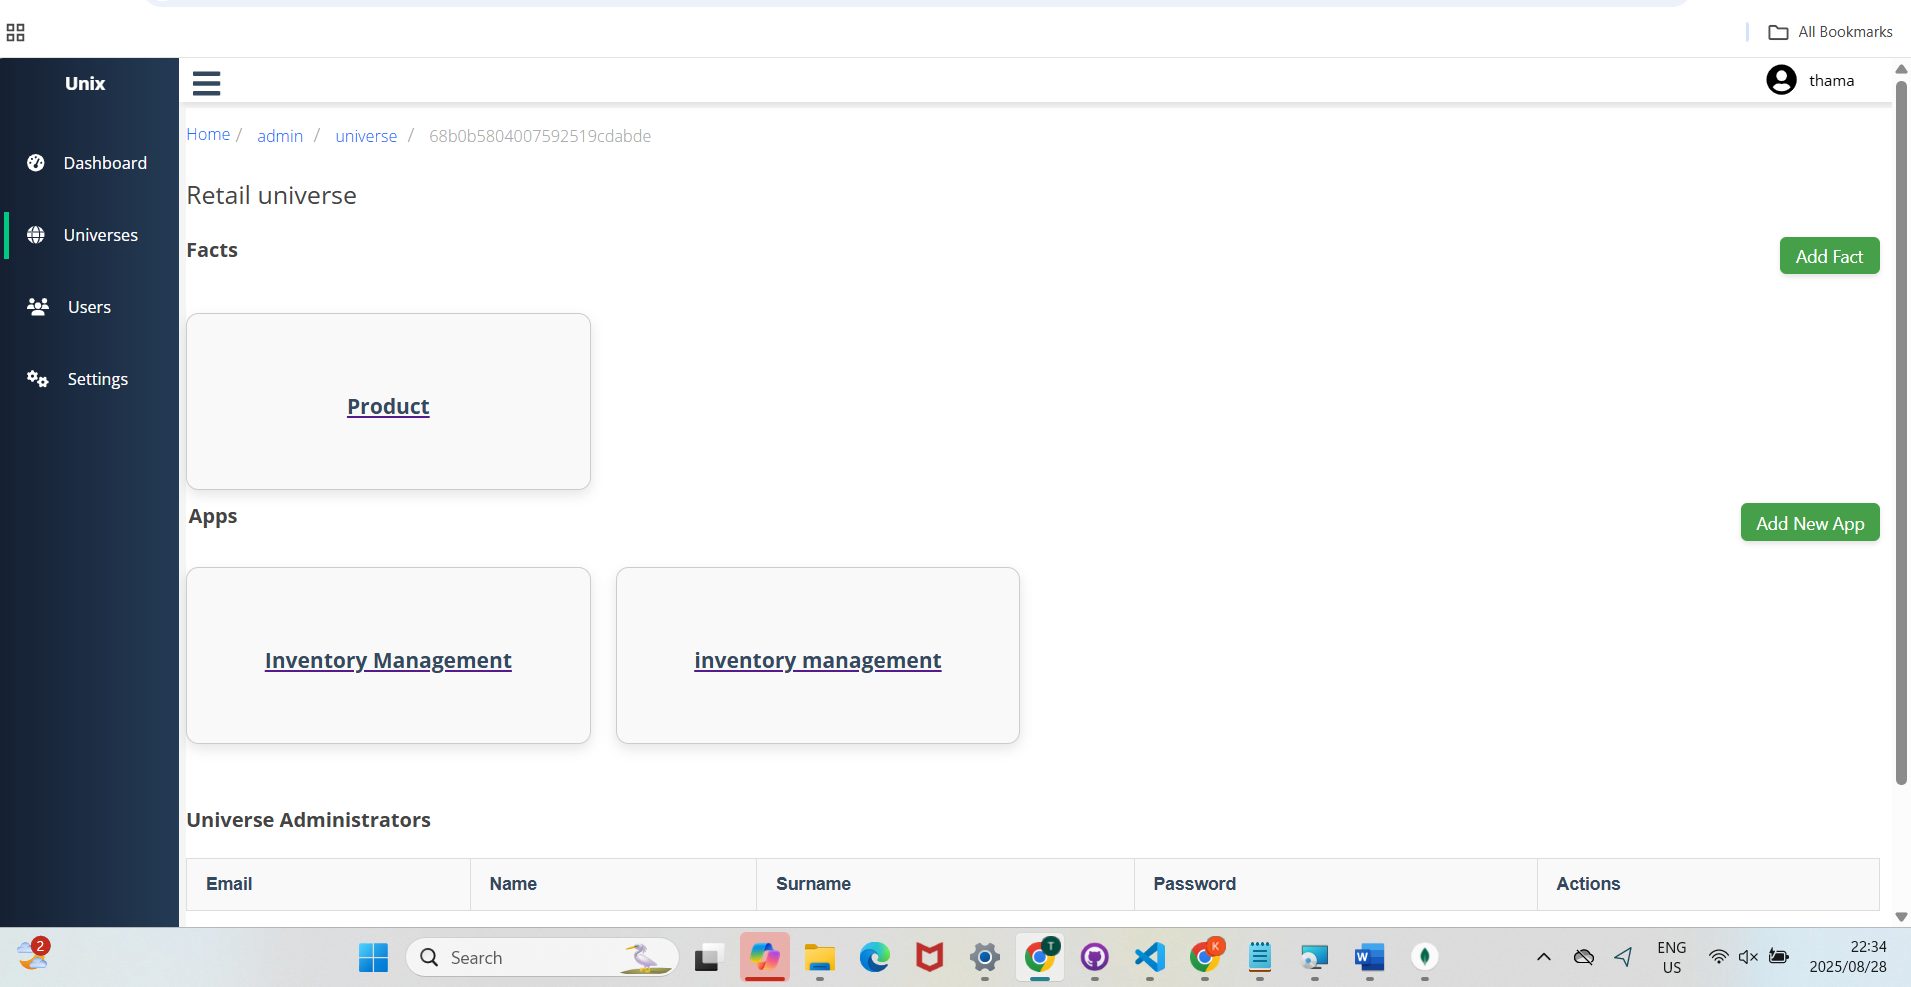 All Bookmarks
Unix
thama
Home / admin / universe / 68b0b5804007592519cdabde
Dashboard
Universes
Users
Settings
Retail universe
Facts
Add Fact
Product
Apps
Add New App
Inventory Management
inventory management
Universe Administrators
Email Name Surname Password Actions
2
Search
T
K
W
ENG
US
22:34
2025/08/28